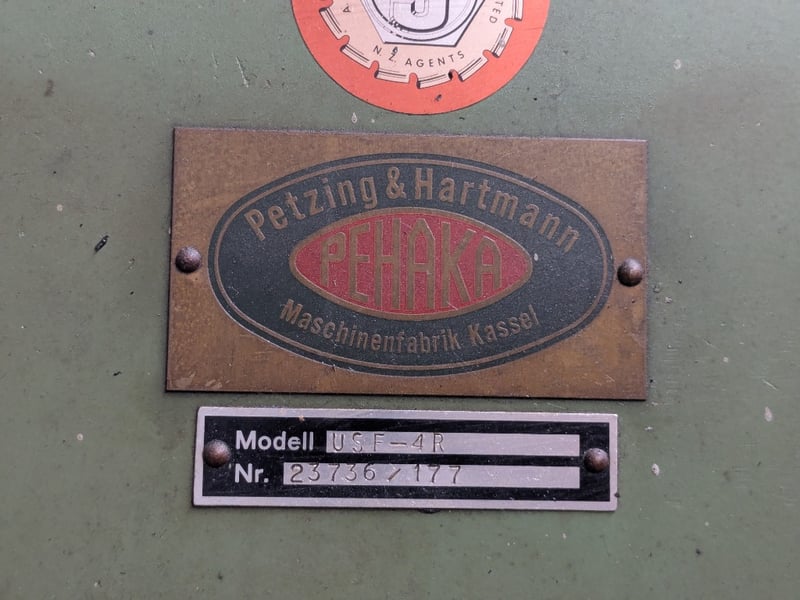 N.Z. AGENTS
Petzing & Hartmann
PEHAKA
Maschinenfabrik Kassel
Modell USF-4R
Nr. 23736/177